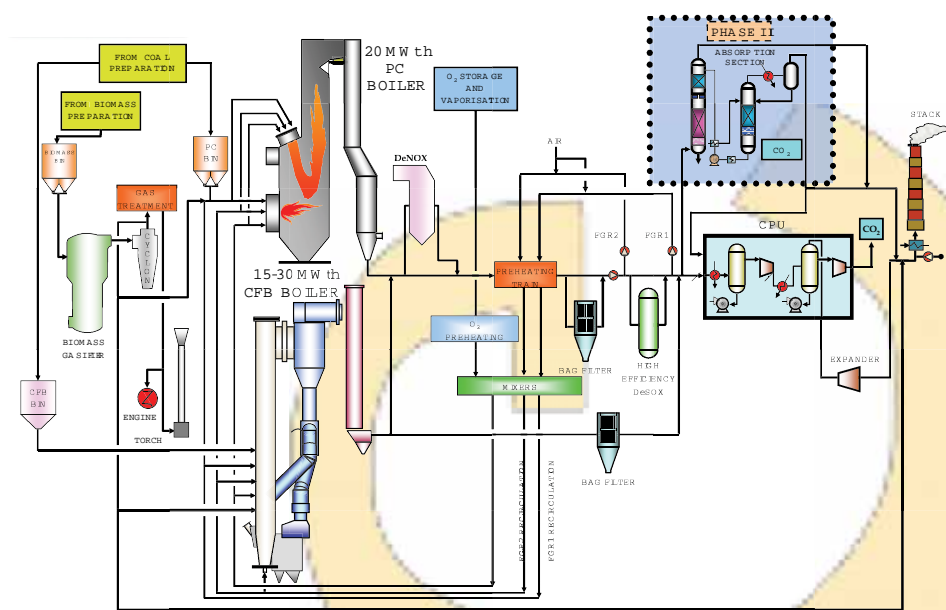 FROM COAL
PREPARATION
FROM BIOMASS
PREPARATION
BIOMASS
BIN
PC
BIN
GAS
TREATMENT
CYCLON
BIOMASS
GASIFIER
CFB
BIN
ENGINE
TORCH
20 MWth
PC
BOILER
15-30 MWth
CFB BOILER
DeNOX
O2 STORAGE
AND
VAPORISATION
AIR
FGR2
FGR1
PREHEATING
TRAIN
O2
PREHEATING
MIXERS
BAG FILTER
HIGH
EFFICIENCY
DeSOX
BAG FILTER
FGR2 RECIRCULATION
FGR1 RECIRCULATION
PHASE II
ABSORPTION
SECTION
CO2
CPU
CO2
STACK
EXPANDER